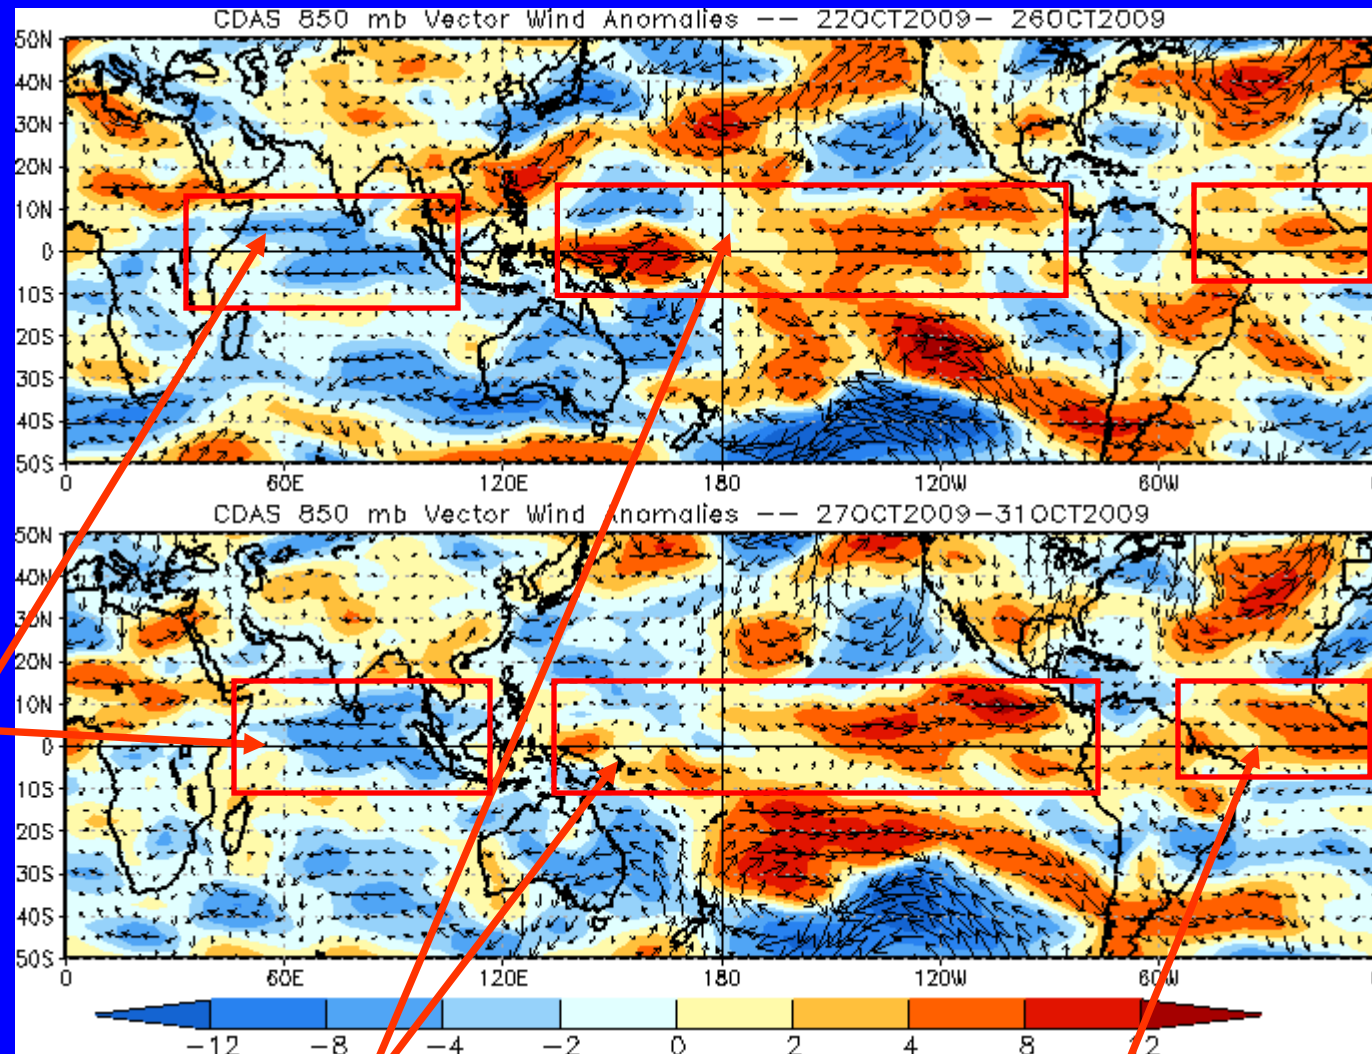 CDAS 850 mb Vector Wind Anomalies -- 22OCT2009- 26OCT2009
50N
40N
30N
20N
10N
0
10S
20S
30S
40S
50S
0 60E 120E 180 120W 60W
CDAS 850 mb Vector Wind Anomalies -- 27OCT2009-31OCT2009
50N
40N
30N
20N
10N
0
10S
20S
30S
40S
50S
0 60E 120E 180 120W 60W
-12 -8 -4 -2 0 2 4 8 12